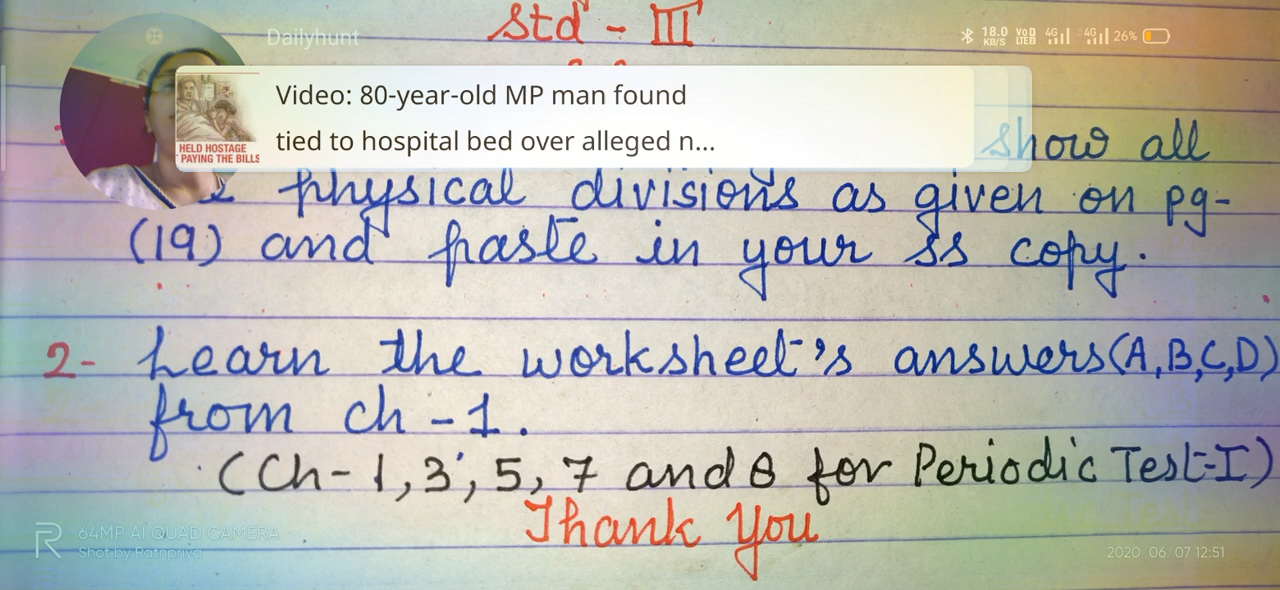 Std - III
Dailyhunt
18.0 KB/S VoD LTEB 4G 4G 26%
Video: 80-year-old MP man found
tied to hospital bed over alleged n...
HELD HOSTAGE
PAYING THE BILLS
show all
physical divisions as given on pg-
(19) and paste in your ss copy.
2- Learn the worksheet's answers(A,B,C,D)
from ch-1.
(Ch-1,3,5,7 and 8 for Periodic Test-I)
Thank You
64MP AI QUAD CAMERA
Shot by Ratnpriya
2020 06 07 12:51